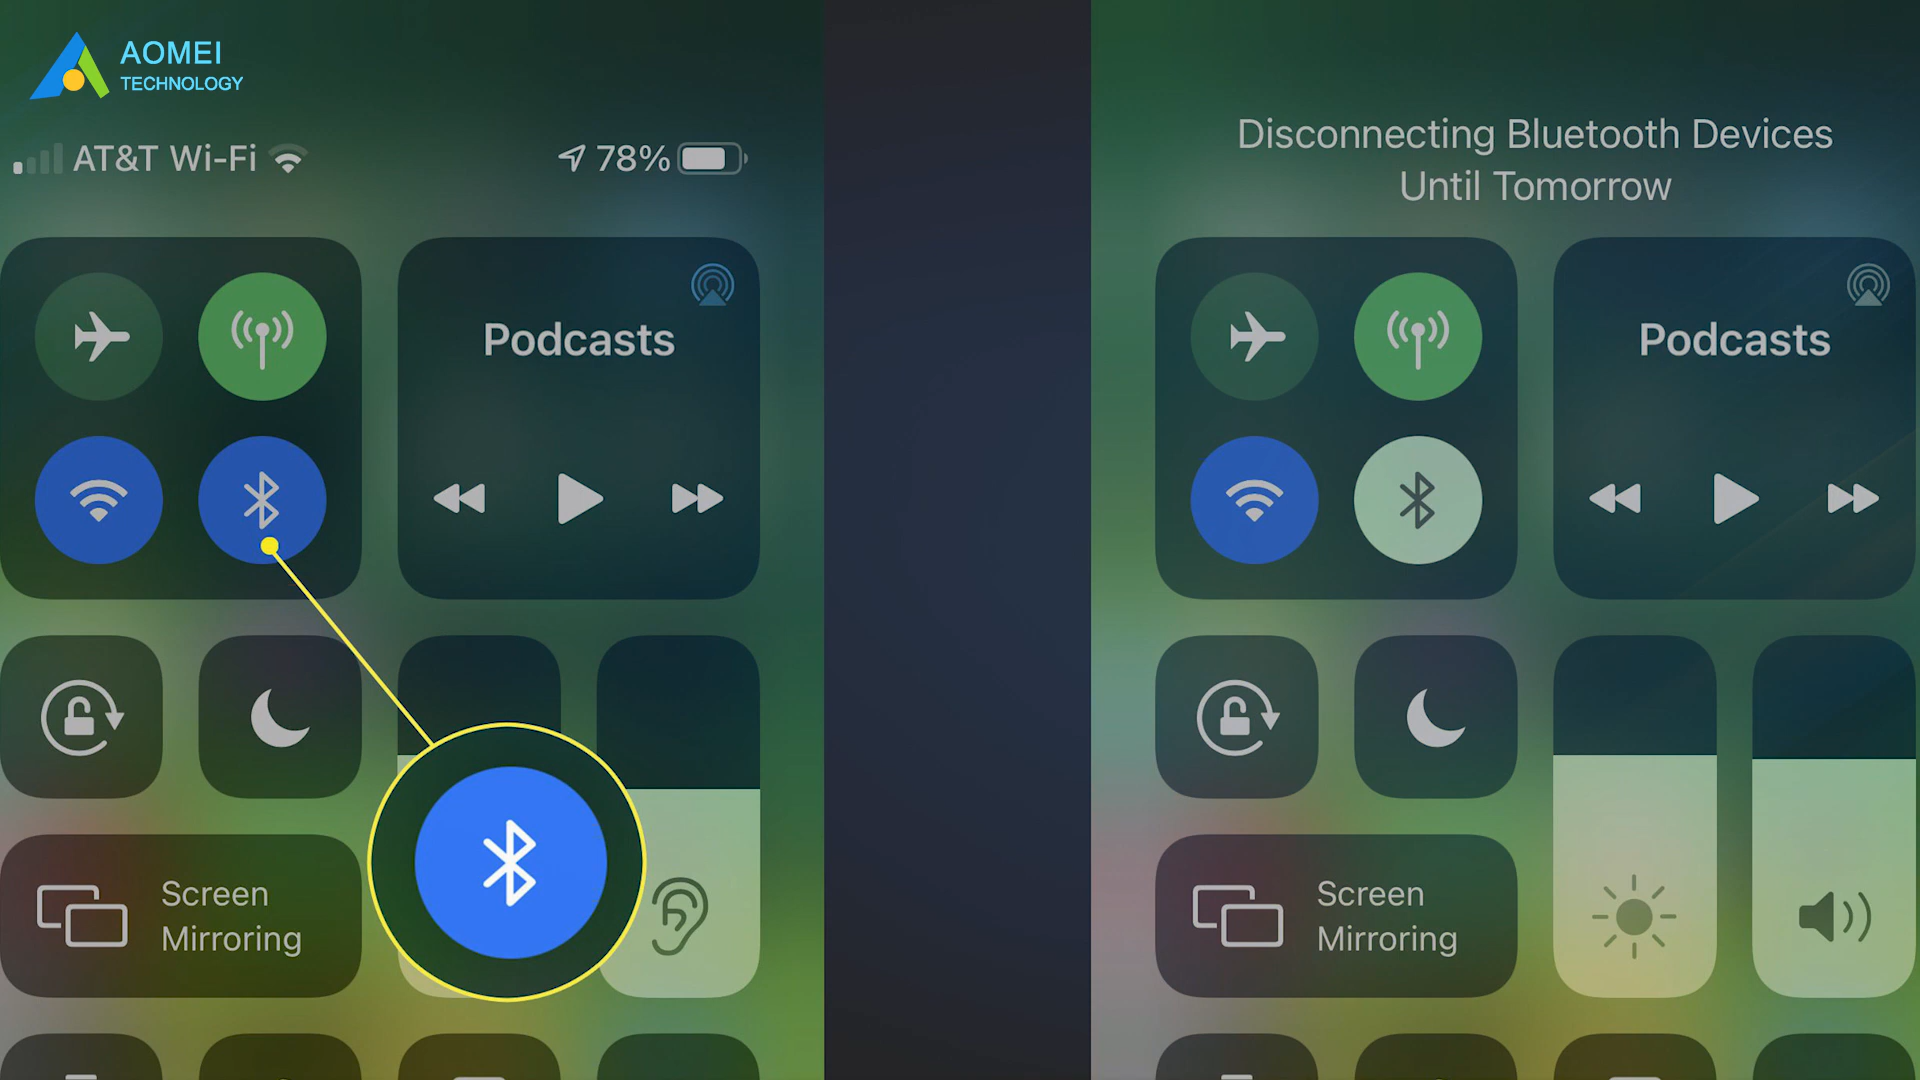 AOMEI
TECHNOLOGY
AT&T Wi-Fi
78%
Podcasts
Screen
Mirroring
Disconnecting Bluetooth Devices
Until Tomorrow
Podcasts
Screen
Mirroring